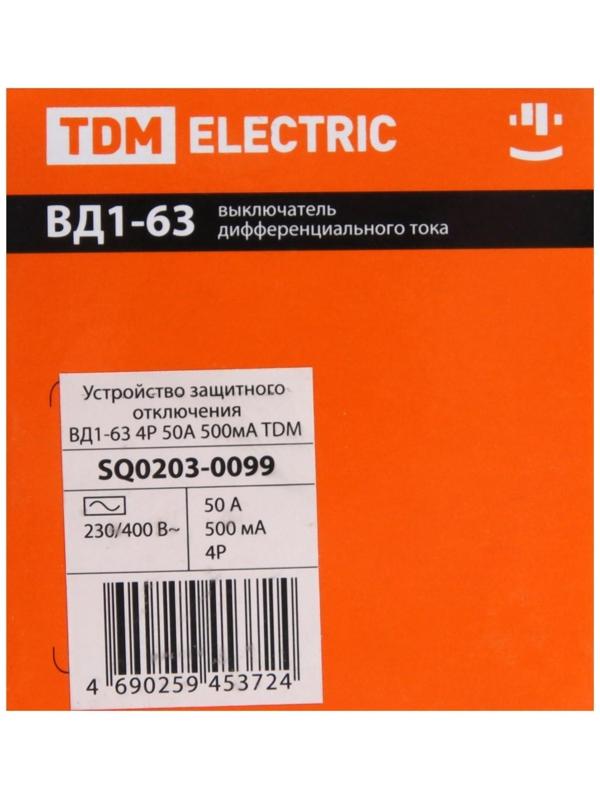 TDM ELECTRIC
ВД1-63
выключатель
дифференциального тока
Устройство защитного
отключения
ВД1-63 4Р 50А 500мА TDM
SQ0203-0099
230/400 В~
50 А
500 мА
4Р
4 690259 453724